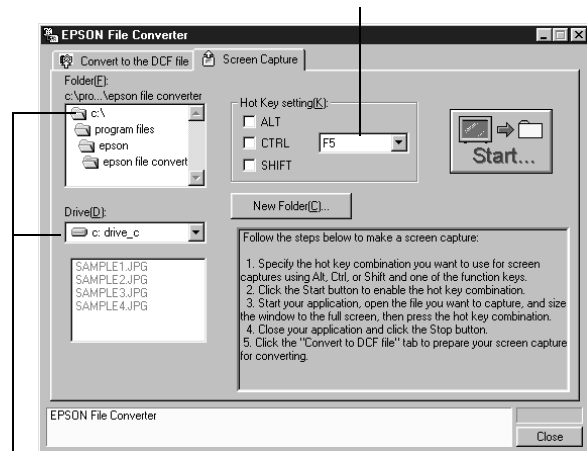 EPSON File Converter
Convert to the DCF file
Screen Capture
Folder(F):
c:\pro...\epson file converter
c:\
program files
epson
epson file convert
Hot Key setting(K):
ALT
CTRL
F5
SHIFT
Start...
New Folder(C)...
Drive(D):
c: drive_c
SAMPLE1.JPG
SAMPLE2.JPG
SAMPLE3.JPG
SAMPLE4.JPG
Follow the steps below to make a screen capture:
1. Specify the hot key combination you want to use for screen
captures using Alt, Ctrl, or Shift and one of the function keys.
2. Click the Start button to enable the hot key combination.
3. Start your application, open the file you want to capture, and size
the window to the full screen, then press the hot key combination.
4. Close your application and click the Stop button.
5. Click the "Convert to DCF file" tab to prepare your screen capture
for converting.
EPSON File Converter
Close